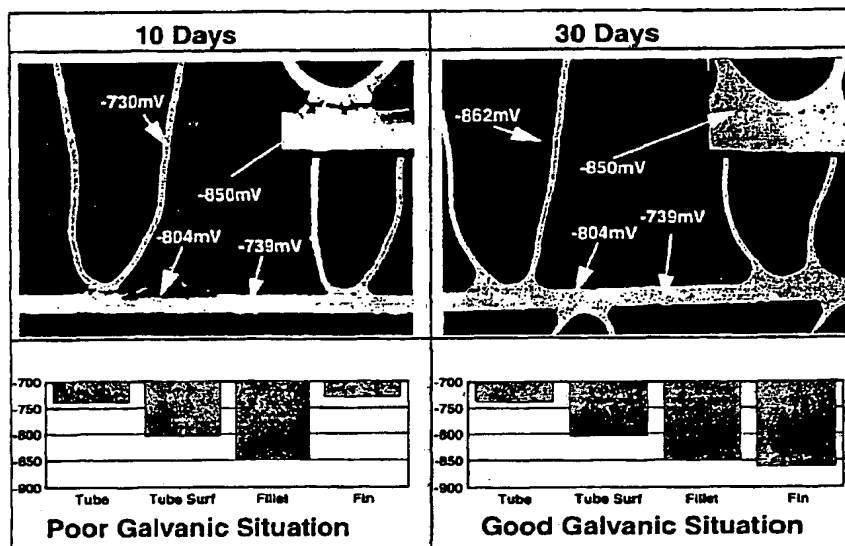 10 Days
30 Days
-730mV
-850mV
-804mV
-739mV
-862mV
-850mV
-804mV
-739mV
-700
-750
-800
-850
-900
Tube
Tube Surf
Fillet
Fin
Poor Galvanic Situation
-700
-750
-800
-850
-900
Tube
Tube Surf
Fillet
Fin
Good Galvanic Situation